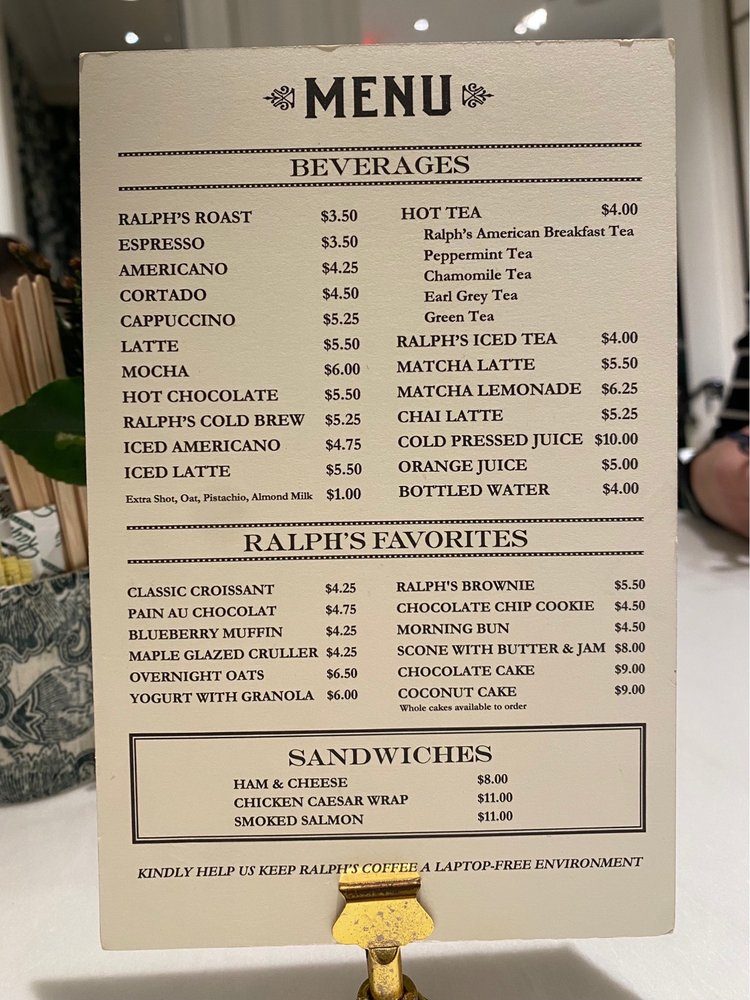 MENU
BEVERAGES
RALPH'S ROAST $3.50
ESPRESSO $3.50
AMERICANO $4.25
CORTADO $4.50
CAPPUCCINO $5.25
LATTE $5.50
MOCHA $6.00
HOT CHOCOLATE $5.50
RALPH'S COLD BREW $5.25
ICED AMERICANO $4.75
ICED LATTE $5.50
Extra Shot, Oat, Pistachio, Almond Milk $1.00
HOT TEA $4.00
Ralph's American Breakfast Tea
Peppermint Tea
Chamomile Tea
Earl Grey Tea
Green Tea
RALPH'S ICED TEA $4.00
MATCHA LATTE $5.50
MATCHA LEMONADE $6.25
CHAI LATTE $5.25
COLD PRESSED JUICE $10.00
ORANGE JUICE $5.00
BOTTLED WATER $4.00
RALPH'S FAVORITES
CLASSIC CROISSANT $4.25
PAIN AU CHOCOLAT $4.75
BLUEBERRY MUFFIN $4.25
MAPLE GLAZED CRULLER $4.25
OVERNIGHT OATS $6.50
YOGURT WITH GRANOLA $6.00
RALPH'S BROWNIE $5.50
CHOCOLATE CHIP COOKIE $4.50
MORNING BUN $4.50
SCONE WITH BUTTER & JAM $8.00
CHOCOLATE CAKE $9.00
COCONUT CAKE $9.00
Whole cakes available to order
SANDWICHES
HAM & CHEESE $8.00
CHICKEN CAESAR WRAP $11.00
SMOKED SALMON $11.00
KINDLY HELP US KEEP RALPH'S COFFEE A LAPTOP-FREE ENVIRONMENT